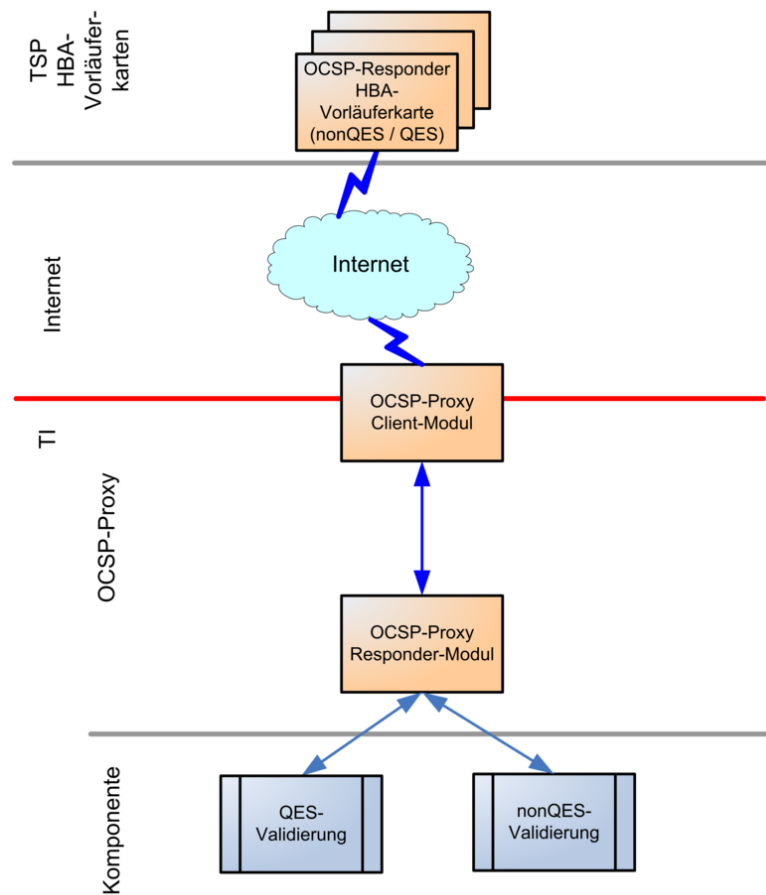 TSP
HBA-
Vorläufer-
karten
OCSP-Responder
HBA-
Vorläuferkarte
(nonQES / QES)
Internet
Internet
TI
OCSP-Proxy
Client-Modul
OCSP-Proxy
OCSP-Proxy
Responder-Modul
Komponente
QES-
Validierung
nonQES-
Validierung